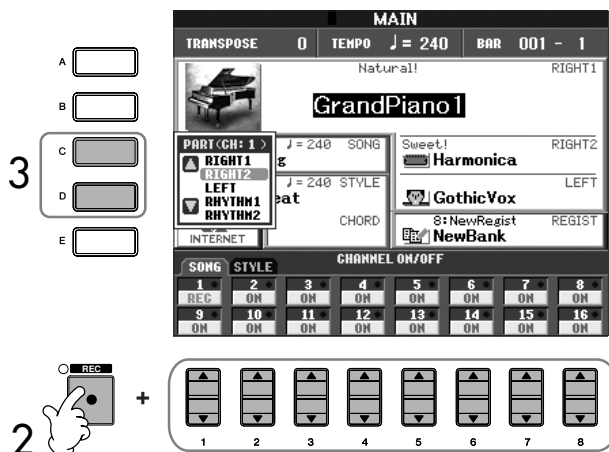 MAIN
TRANSPOSE 0 TEMPO ♩= 240 BAR 001 - 1
A
Natural! RIGHT1
GrandPiano1
B
3
C
D
E
PART(CH: 1 )
RIGHT1
RIGHT2
LEFT
RHYTHM1
RHYTHM2
♩= 240 SONG
g
♩= 240 STYLE
eat
CHORD
INTERNET
Sweet! RIGHT2
Harmonica
LEFT
GothicVox
8:NewRegist REGIST
NewBank
SONG STYLE CHANNEL ON/OFF
1 2 3 4 5 6 7 8
REC ON ON ON ON ON ON ON
9 10 11 12 13 14 15 16
ON ON ON ON ON ON ON ON
REC
2 +
1 2 3 4 5 6 7 8